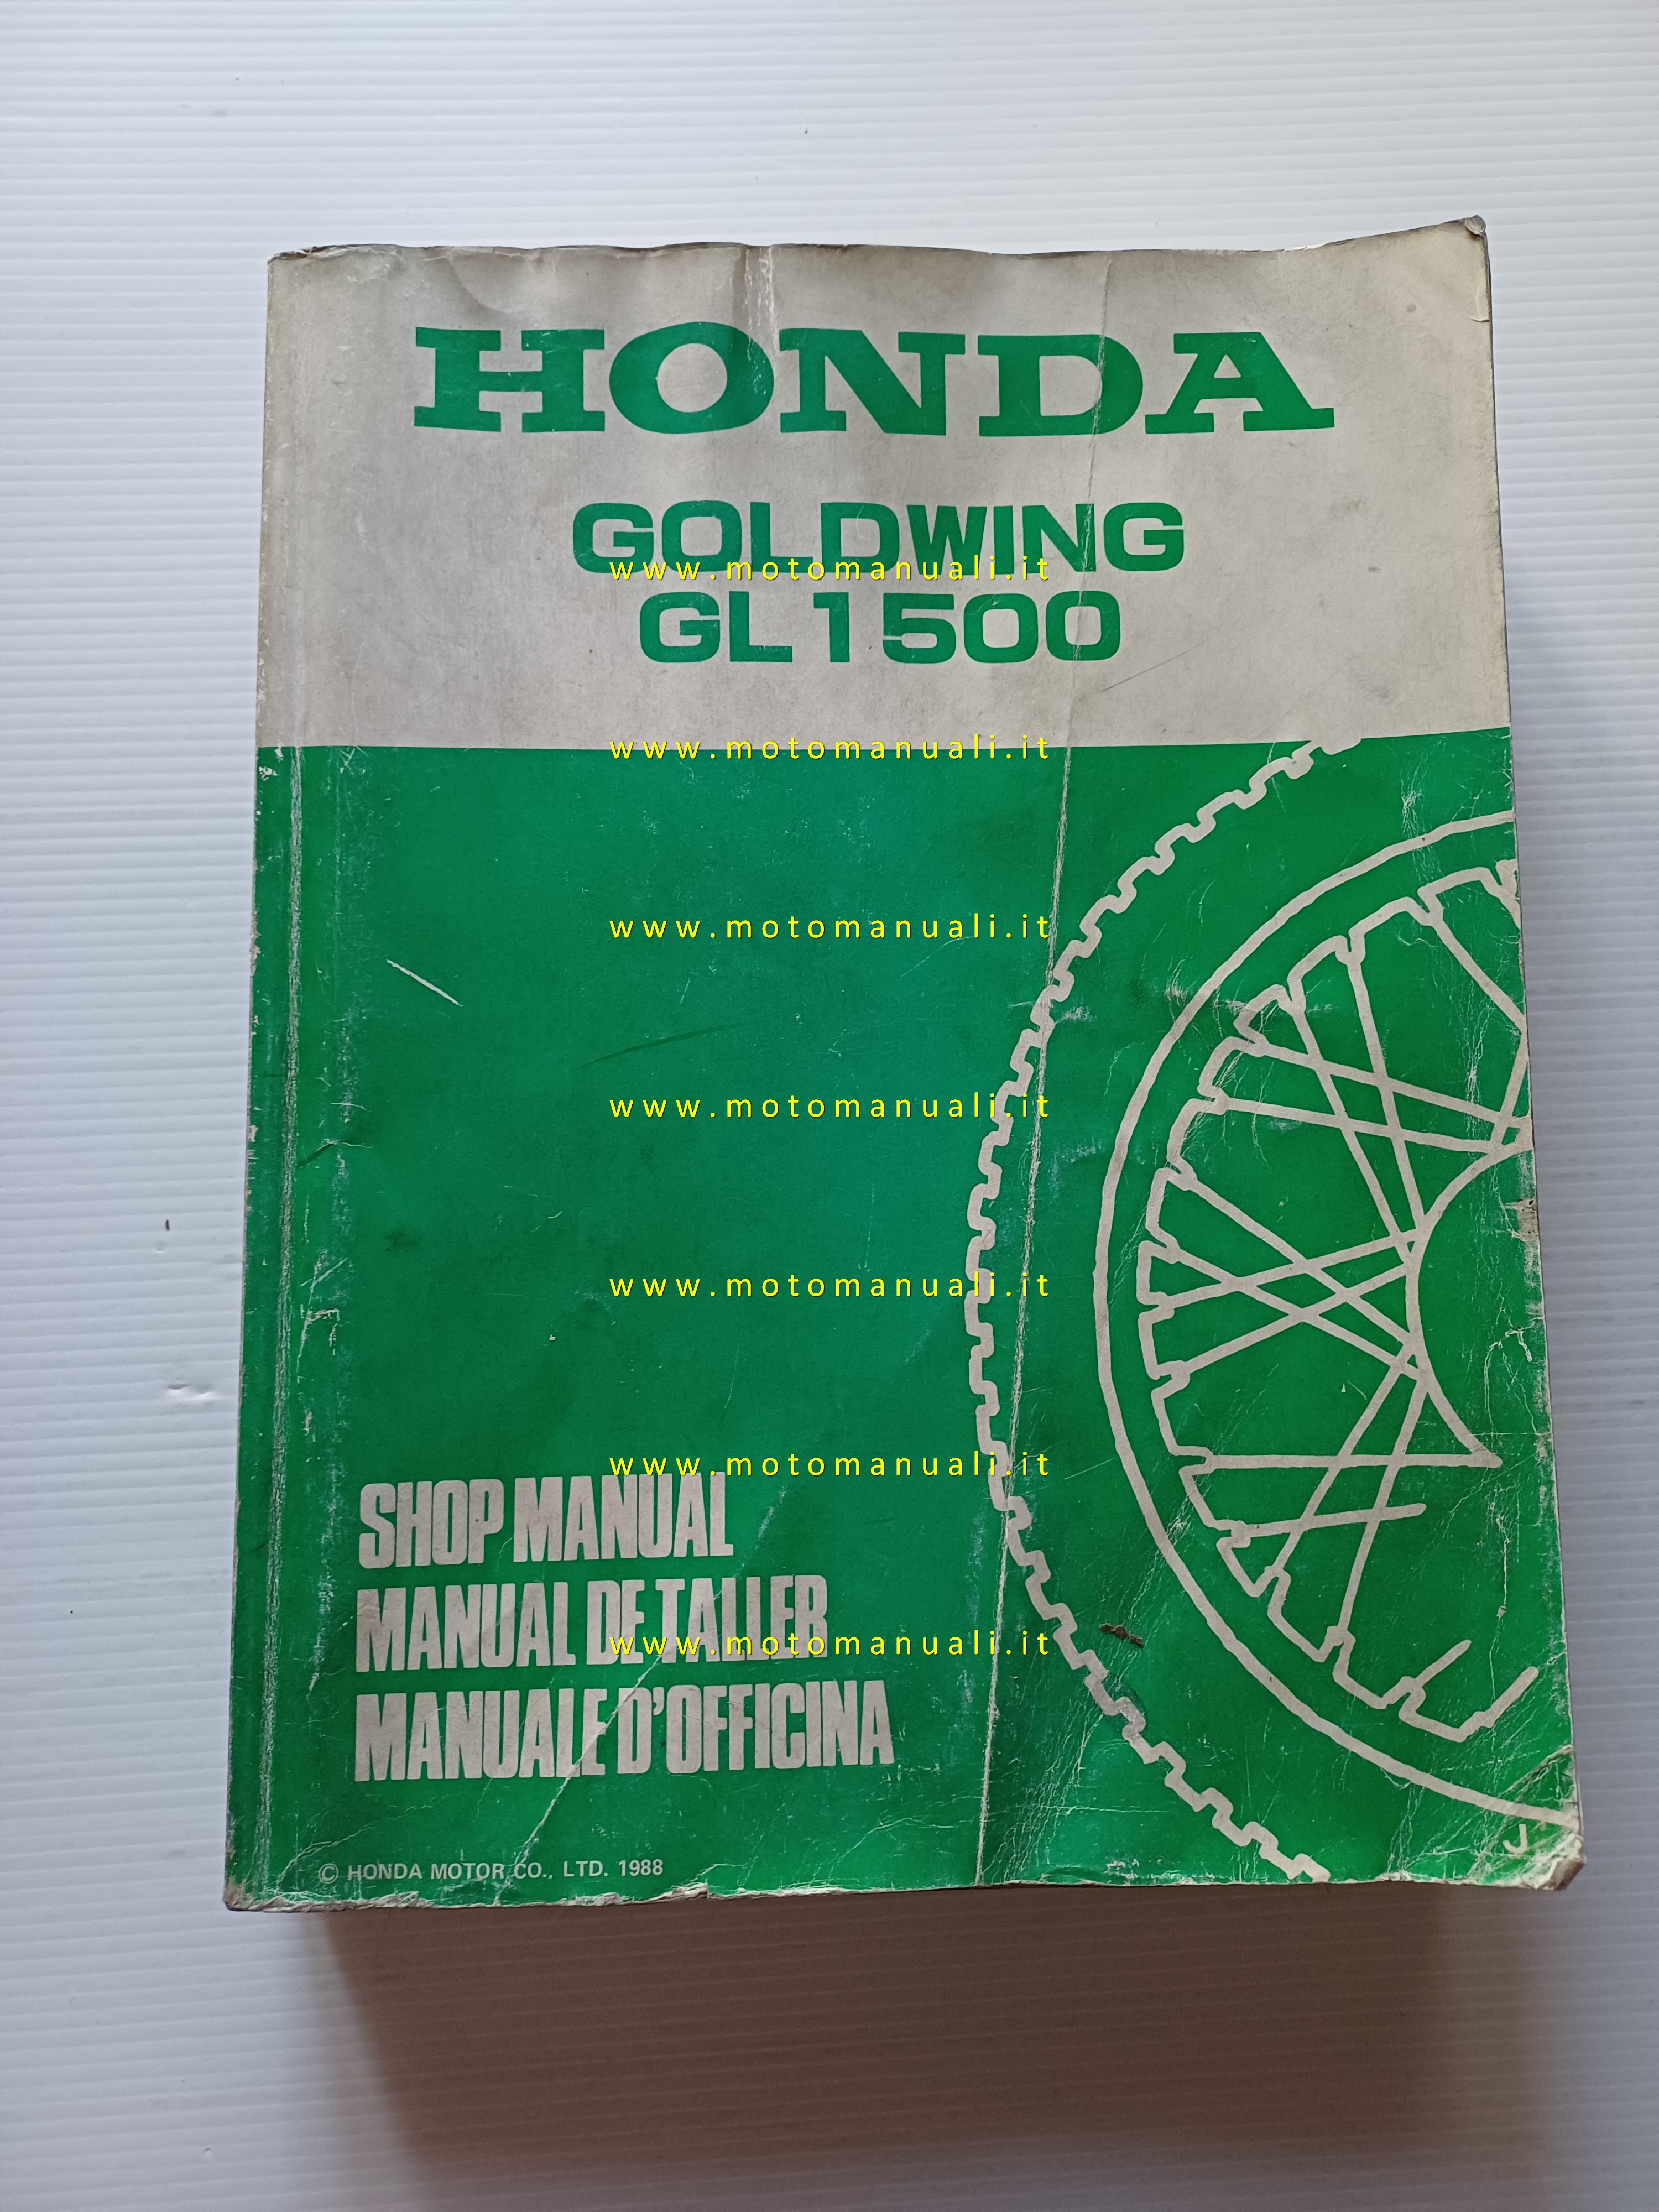 HONDA
GOLDWING
www.motomanuali.it
GL1500
www.motomanuali.it
www.motomanuali.it
www.motomanuali.it
www.motomanuali.it
www.motomanuali.it
SHOP MANUAL
MANUAL DE TALLER
www.motomanuali.it
MANUALE D'OFFICINA
J
© HONDA MOTOR CO., LTD. 1988